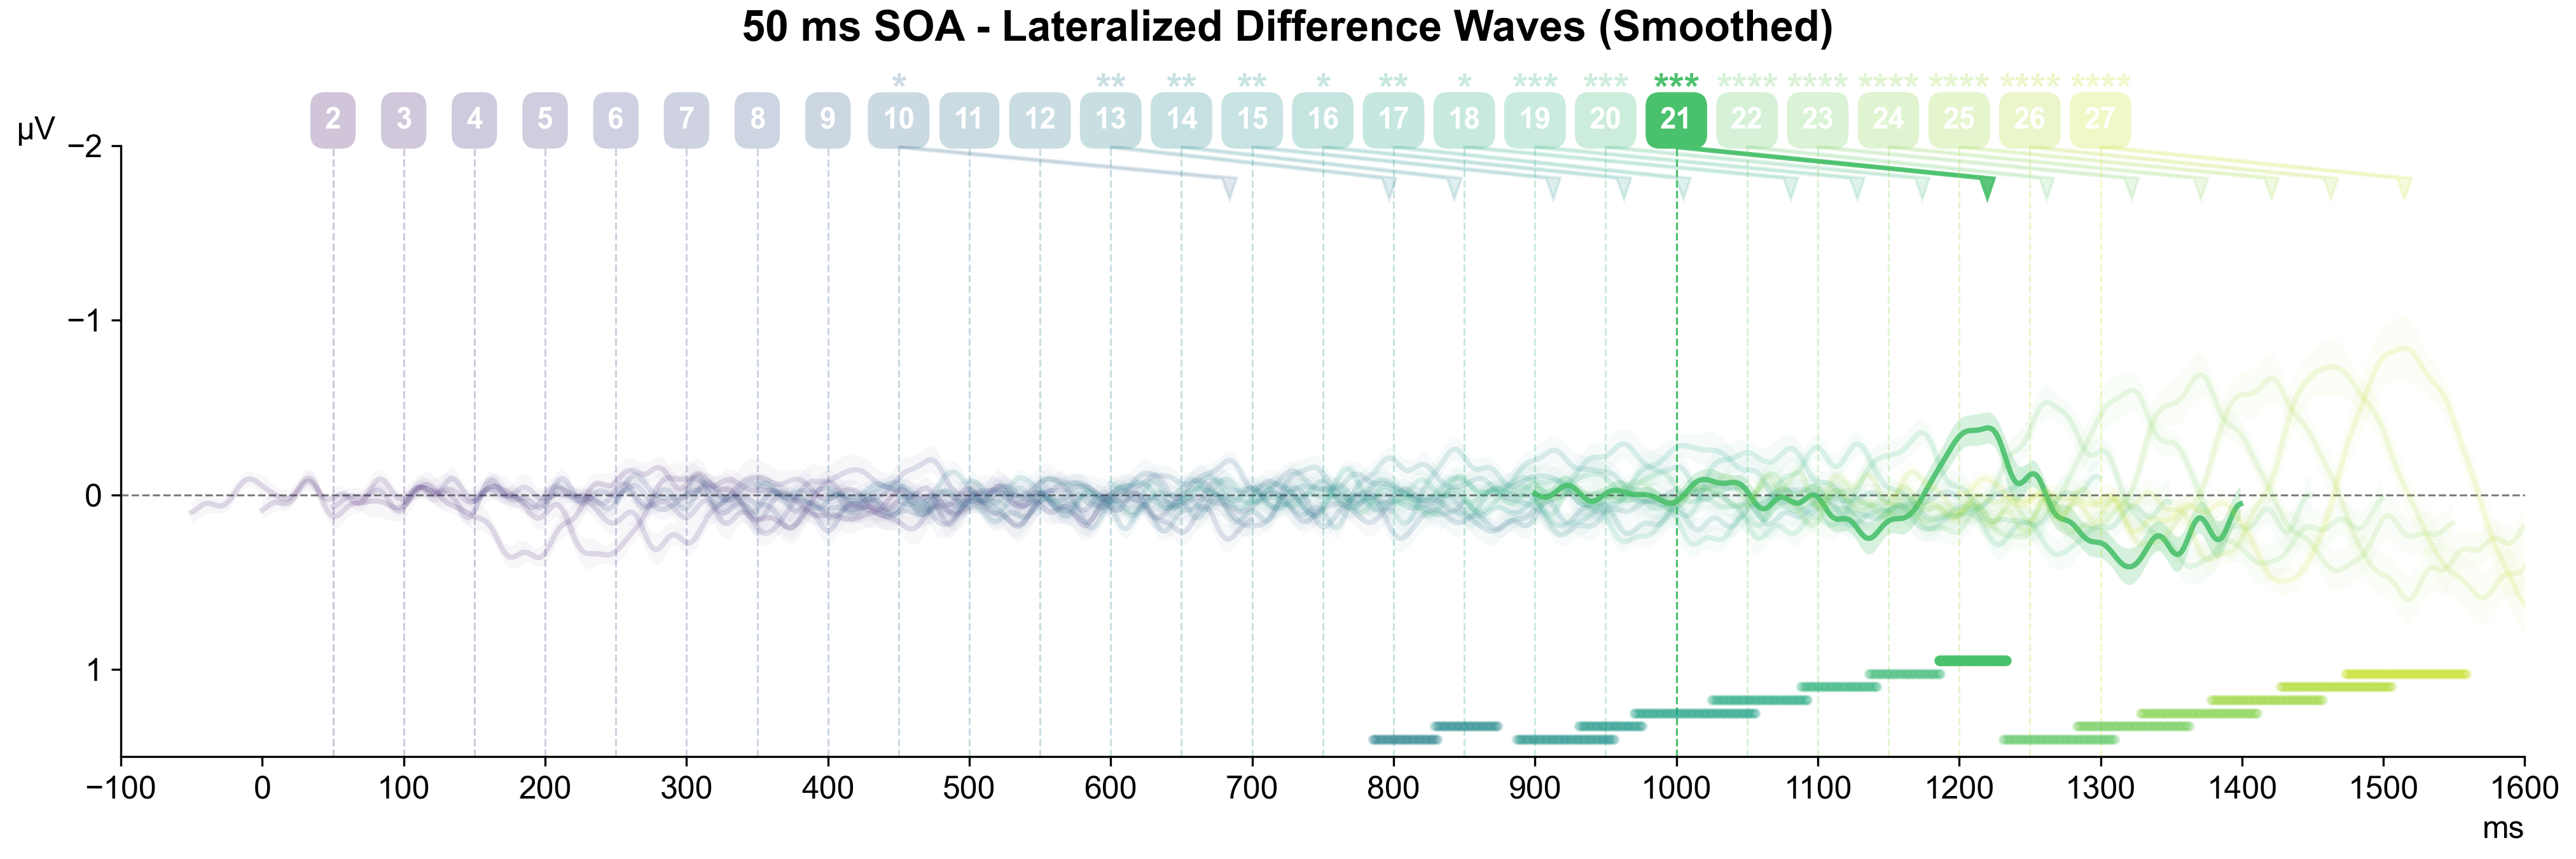 50 ms SOA - Lateralized Difference Waves (Smoothed)
* ** ** ** * ** * *** *** *** **** **** **** **** **** ****
2 3 4 5 6 7 8 9 10 11 12 13 14 15 16 17 18 19 20 21 22 23 24 25 26 27
µV
−2
−1
0
1
−100 0 100 200 300 400 500 600 700 800 900 1000 1100 1200 1300 1400 1500 1600
ms